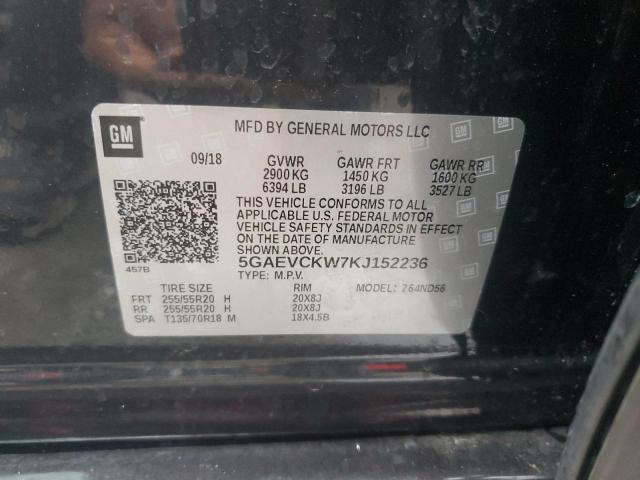 GM
MFD BY GENERAL MOTORS LLC
09/18 GVWR GAWR FRT GAWR RR
2900 KG 1450 KG 1600 KG
6394 LB 3196 LB 3527 LB
THIS VEHICLE CONFORMS TO ALL
APPLICABLE U.S. FEDERAL MOTOR
VEHICLE SAFETY STANDARDS IN EFFECT
ON THE DATE OF MANUFACTURE
SHOWN ABOVE.
457B
5GAEVCKW7KJ152236
TYPE: M.P.V.
TIRE SIZE RIM MODEL: 764ND56
FRT 255/55R20 H 20X8J
RR 255/55R20 H 20X8J
SPA T135/70R18 M 18X4.5B